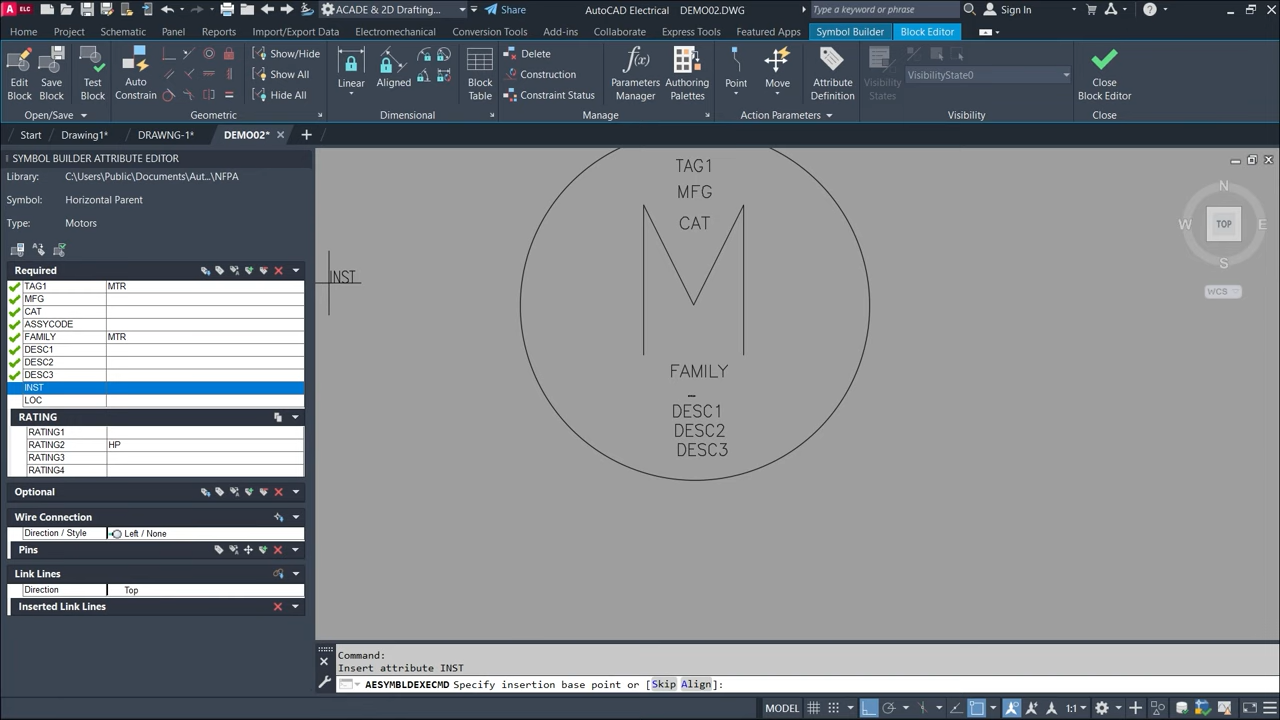 ELC
ACADE & 2D Drafting...
Share
AutoCAD Electrical
DEMO02.DWG
Type a keyword or phrase
Sign In
Home
Project
Schematic
Panel
Reports
Import/Export Data
Electromechanical
Conversion Tools
Add-ins
Collaborate
Express Tools
Featured Apps
Symbol Builder
Block Editor
Edit Block
Save Block
Test Block
Auto Constrain
Show/Hide
Show All
Hide All
Linear
Aligned
Block Table
Delete
Construction
Constraint Status
Parameters Manager
Authoring Palettes
Point
Move
Attribute Definition
Visibility States
VisibilityState0
Close Block Editor
Open/Save
Geometric
Dimensional
Manage
Action Parameters
Visibility
Close
Start
Drawing1*
DRAWNG-1*
DEMO02*
SYMBOL BUILDER ATTRIBUTE EDITOR
Library: C:\Users\Public\Documents\Aut...\NFPA
Symbol: Horizontal Parent
Type: Motors
Required
TAG1 MTR
MFG
CAT
ASSYCODE
FAMILY MTR
DESC1
DESC2
DESC3
INST
LOC
RATING
RATING1
RATING2 HP
RATING3
RATING4
Optional
Wire Connection
Direction / Style Left / None
Pins
Link Lines
Direction Top
Inserted Link Lines
TAG1
MFG
CAT
M
INST
FAMILY
DESC1
DESC2
DESC3
N
W
TOP
E
S
WCS
Command:
Insert attribute INST
AESYMBLDEXECMD Specify insertion base point or [Skip Align]:
MODEL
1:1